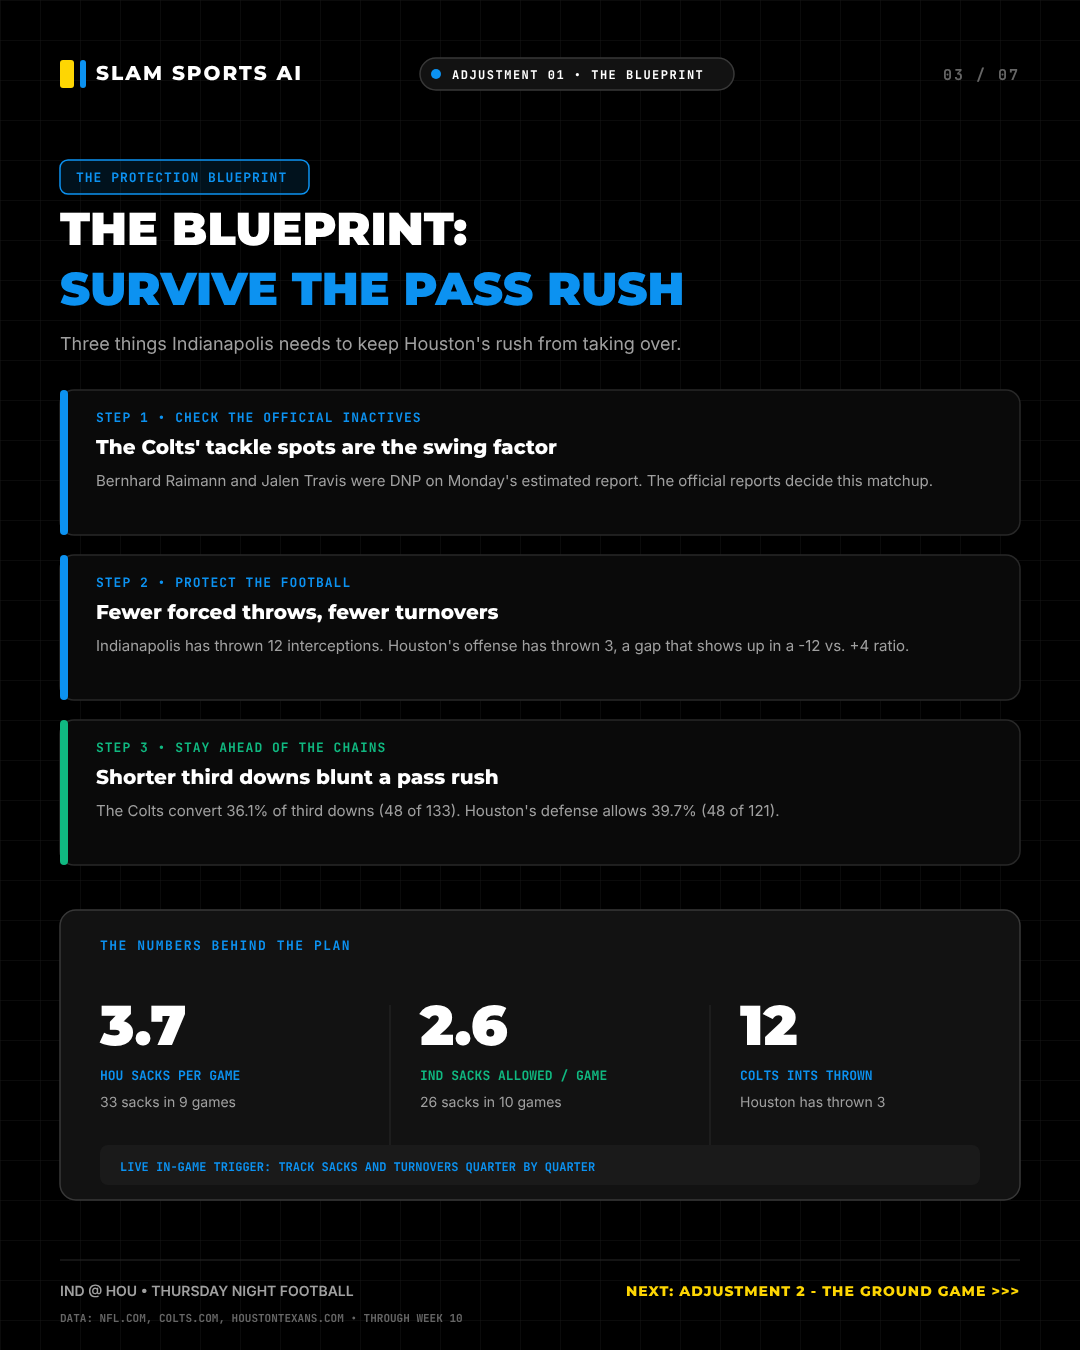 SLAM SPORTS AI
ADJUSTMENT 01 • THE BLUEPRINT
03 / 07
THE PROTECTION BLUEPRINT
THE BLUEPRINT:
SURVIVE THE PASS RUSH
Three things Indianapolis needs to keep Houston's rush from taking over.
STEP 1 • CHECK THE OFFICIAL INACTIVES
The Colts' tackle spots are the swing factor
Bernhard Raimann and Jalen Travis were DNP on Monday's estimated report. The official reports decide this matchup.
STEP 2 • PROTECT THE FOOTBALL
Fewer forced throws, fewer turnovers
Indianapolis has thrown 12 interceptions. Houston's offense has thrown 3, a gap that shows up in a -12 vs. +4 ratio.
STEP 3 • STAY AHEAD OF THE CHAINS
Shorter third downs blunt a pass rush
The Colts convert 36.1% of third downs (48 of 133). Houston's defense allows 39.7% (48 of 121).
THE NUMBERS BEHIND THE PLAN
3.7
HOU SACKS PER GAME
33 sacks in 9 games
2.6
IND SACKS ALLOWED / GAME
26 sacks in 10 games
12
COLTS INTS THROWN
Houston has thrown 3
LIVE IN-GAME TRIGGER: TRACK SACKS AND TURNOVERS QUARTER BY QUARTER
IND @ HOU • THURSDAY NIGHT FOOTBALL
NEXT: ADJUSTMENT 2 - THE GROUND GAME >>>
DATA: NFL.COM, COLTS.COM, HOUSTONTEXANS.COM • THROUGH WEEK 10